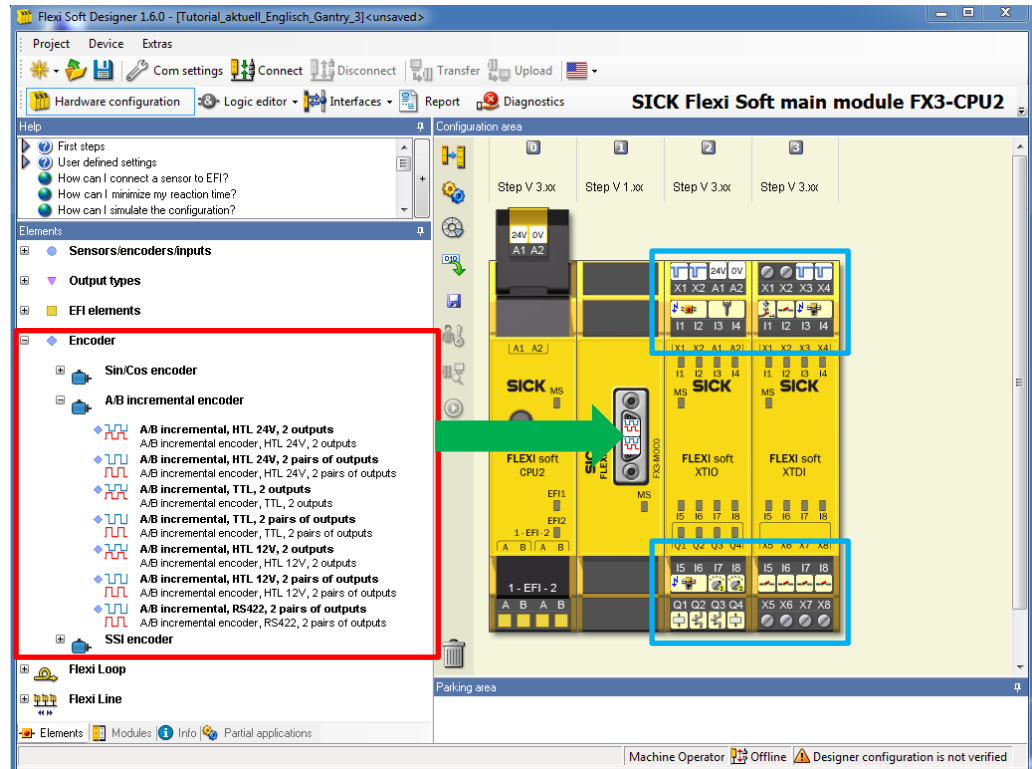 Flexi Soft Designer 1.6.0 - [Tutorial_aktuell_Englisch_Gantry_3]<unsaved>
Project Device Extras
Com settings Connect Disconnect Transfer Upload
Hardware configuration Logic editor Interfaces Report Diagnostics SICK Flexi Soft main module FX3-CPU2
Help
First steps
User defined settings
How can I connect a sensor to EFI?
How can I minimize my reaction time?
How can I simulate the configuration?
Elements
Sensors/encoders/inputs
Output types
EFI elements
Encoder
Sin/Cos encoder
A/B incremental encoder
A/B incremental, HTL 24V, 2 outputs
A/B incremental encoder, HTL 24V, 2 outputs
A/B incremental, HTL 24V, 2 pairs of outputs
A/B incremental encoder, HTL 24V, 2 pairs of outputs
A/B incremental, TTL, 2 outputs
A/B incremental encoder, TTL, 2 outputs
A/B incremental, TTL, 2 pairs of outputs
A/B incremental encoder, TTL, 2 pairs of outputs
A/B incremental, HTL 12V, 2 outputs
A/B incremental encoder, HTL 12V, 2 outputs
A/B incremental, HTL 12V, 2 pairs of outputs
A/B incremental encoder, HTL 12V, 2 pairs of outputs
A/B incremental, RS422, 2 pairs of outputs
A/B incremental encoder, RS422, 2 pairs of outputs
SSI encoder
Flexi Loop
Flexi Line
Elements Modules Info Partial applications
Configuration area
0 1 2 3
Step V 3.xx Step V 1.xx Step V 3.xx Step V 3.xx
24V 0V
A1 A2
24V 0V
X1 X2 A1 A2 X1 X2 X3 X4
I1 I2 I3 I4 I1 I2 I3 I4
A1 A2 X1 X2 A1 A2 X1 X2 X3 X4
I1 I2 I3 I4 I1 I2 I3 I4
SICK MS MS SICK MS SICK
FLEXI soft
CPU2
FX3-MOCO
FLEXI soft
XTIO
FLEXI soft
XTDI
EFI1 MS
EFI2
1-EFI-2
I5 I6 I7 I8 I5 I6 I7 I8
A B A B Q1 Q2 Q3 Q4 X5 X6 X7 X8
I5 I6 I7 I8 I5 I6 I7 I8
1 - EFI - 2
A B A B Q1 Q2 Q3 Q4 X5 X6 X7 X8
Parking area
Machine Operator Offline Designer configuration is not verified